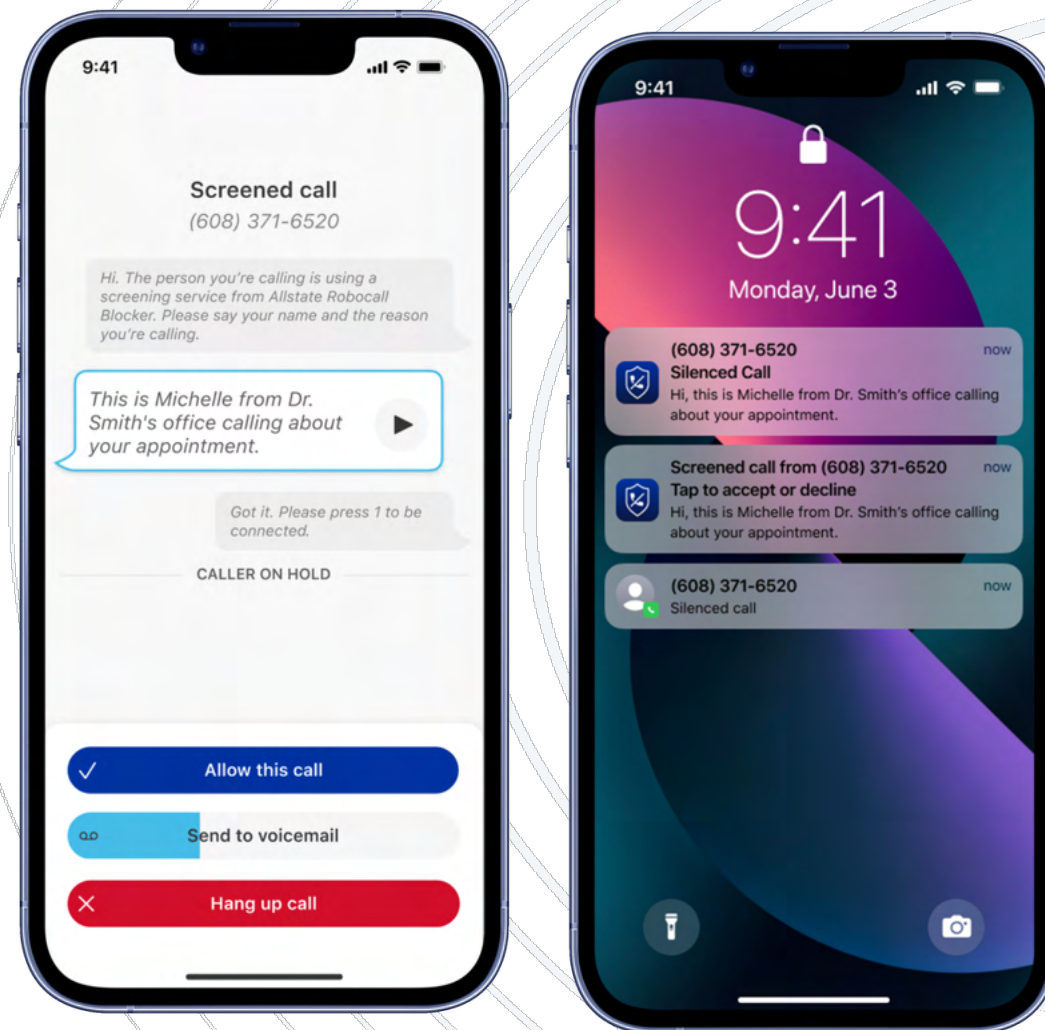 9:41
Screened call
(608) 371-6520
Hi. The person you're calling is using a
screening service from Allstate Robocall
Blocker. Please say your name and the reason
you're calling.
This is Michelle from Dr.
Smith's office calling about
your appointment.
Got it. Please press 1 to be
connected.
CALLER ON HOLD
Allow this call
Send to voicemail
Hang up call
9:41
9:41
Monday, June 3
(608) 371-6520 now
Silenced Call
Hi, this is Michelle from Dr. Smith's office calling
about your appointment.
Screened call from (608) 371-6520 now
Tap to accept or decline
Hi, this is Michelle from Dr. Smith's office calling
about your appointment.
(608) 371-6520 now
Silenced call